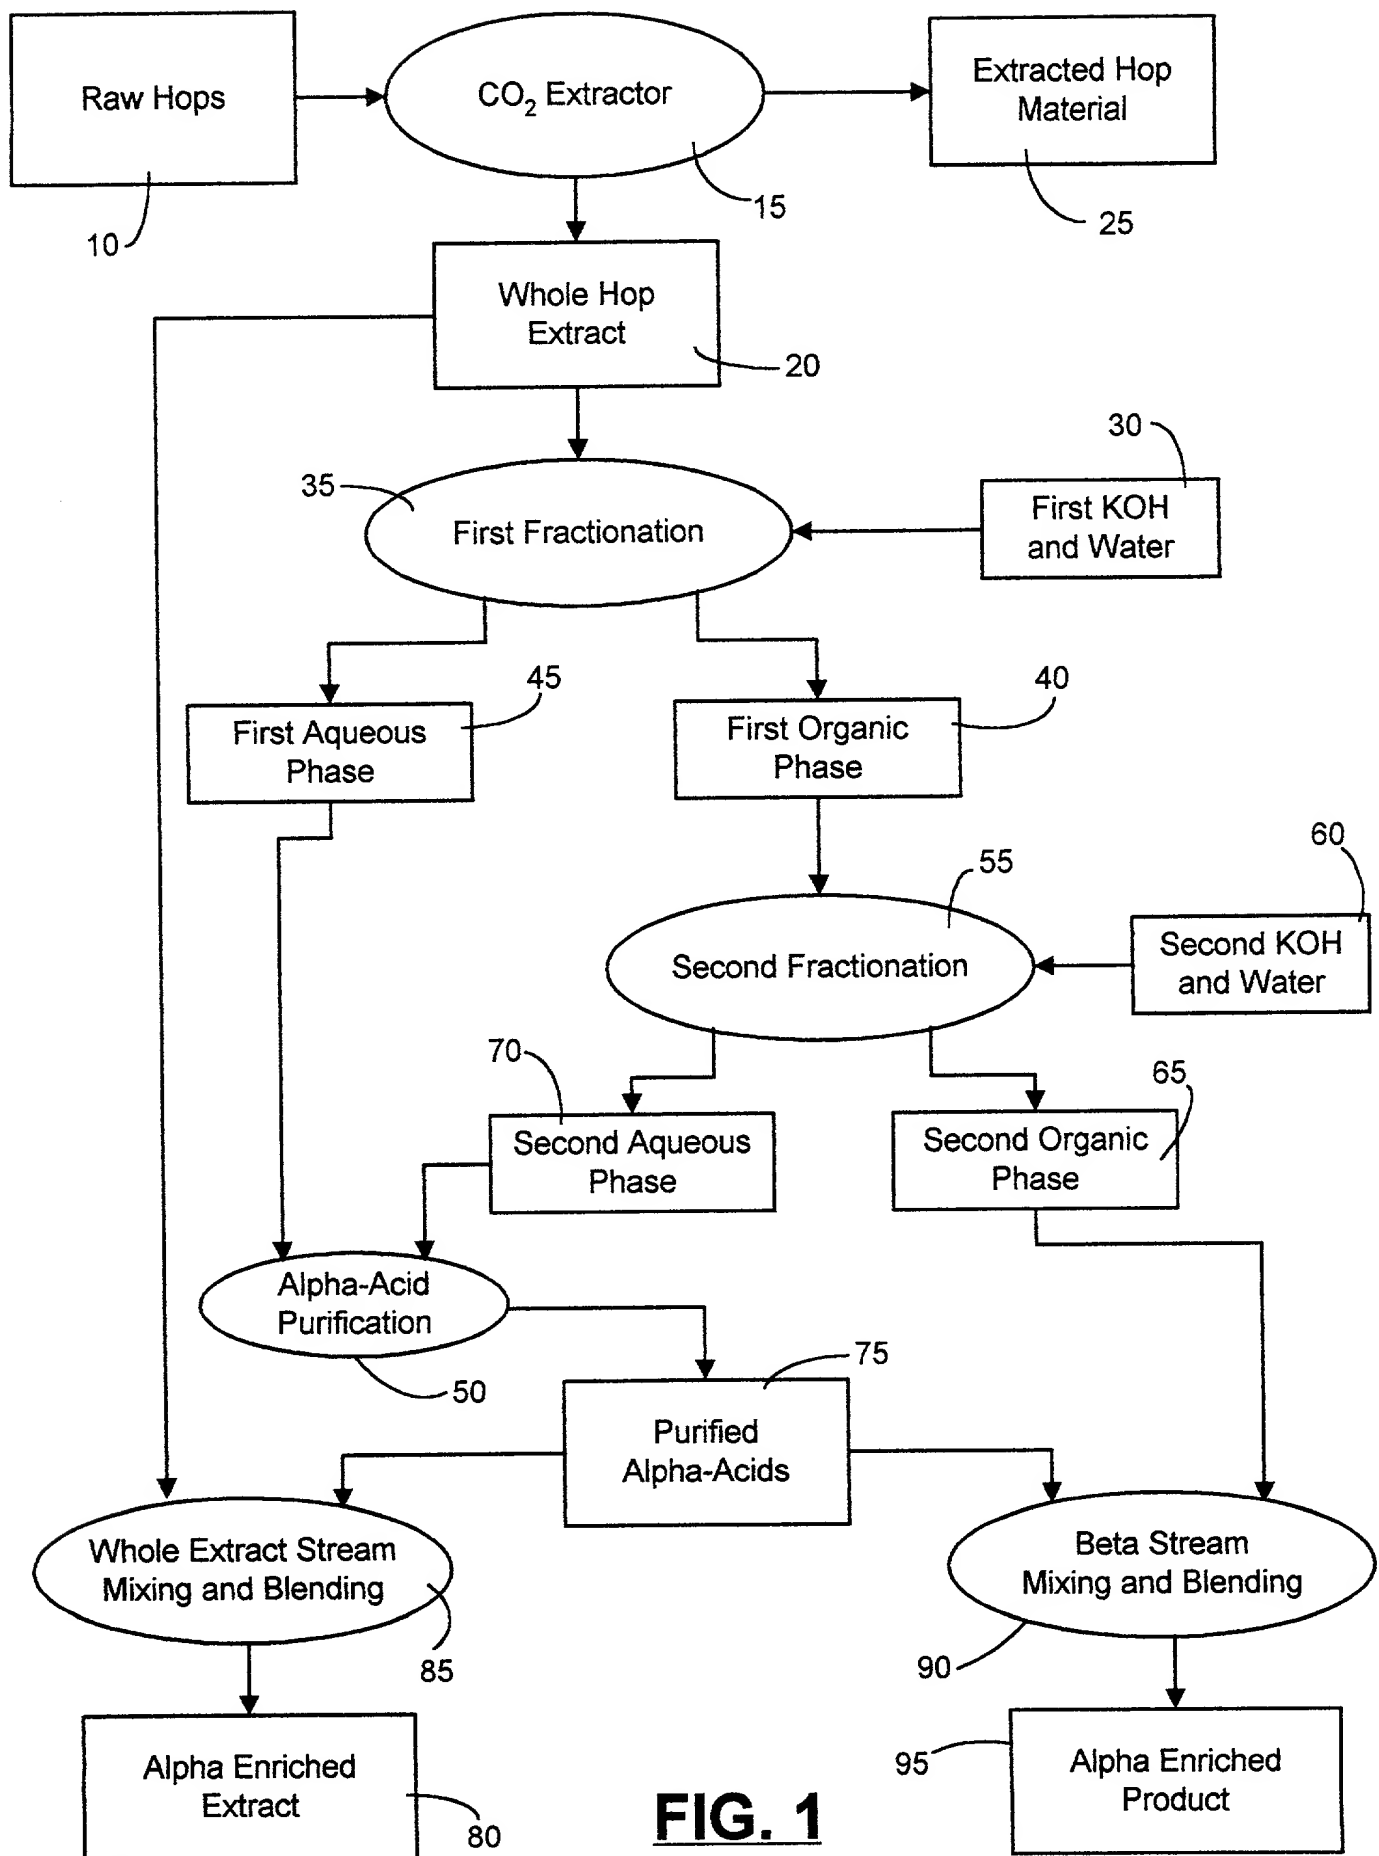 Raw Hops
CO₂ Extractor
Extracted Hop
Material
10
15
25
Whole Hop
Extract
20
30
35
First Fractionation
First KOH
and Water
45
40
First Aqueous
Phase
First Organic
Phase
60
55
Second Fractionation
Second KOH
and Water
70
65
Second Aqueous
Phase
Second Organic
Phase
Alpha-Acid
Purification
50
75
Purified
Alpha-Acids
Whole Extract Stream
Mixing and Blending
Beta Stream
Mixing and Blending
85
90
Alpha Enriched
Extract
80
95
Alpha Enriched
Product
FIG. 1